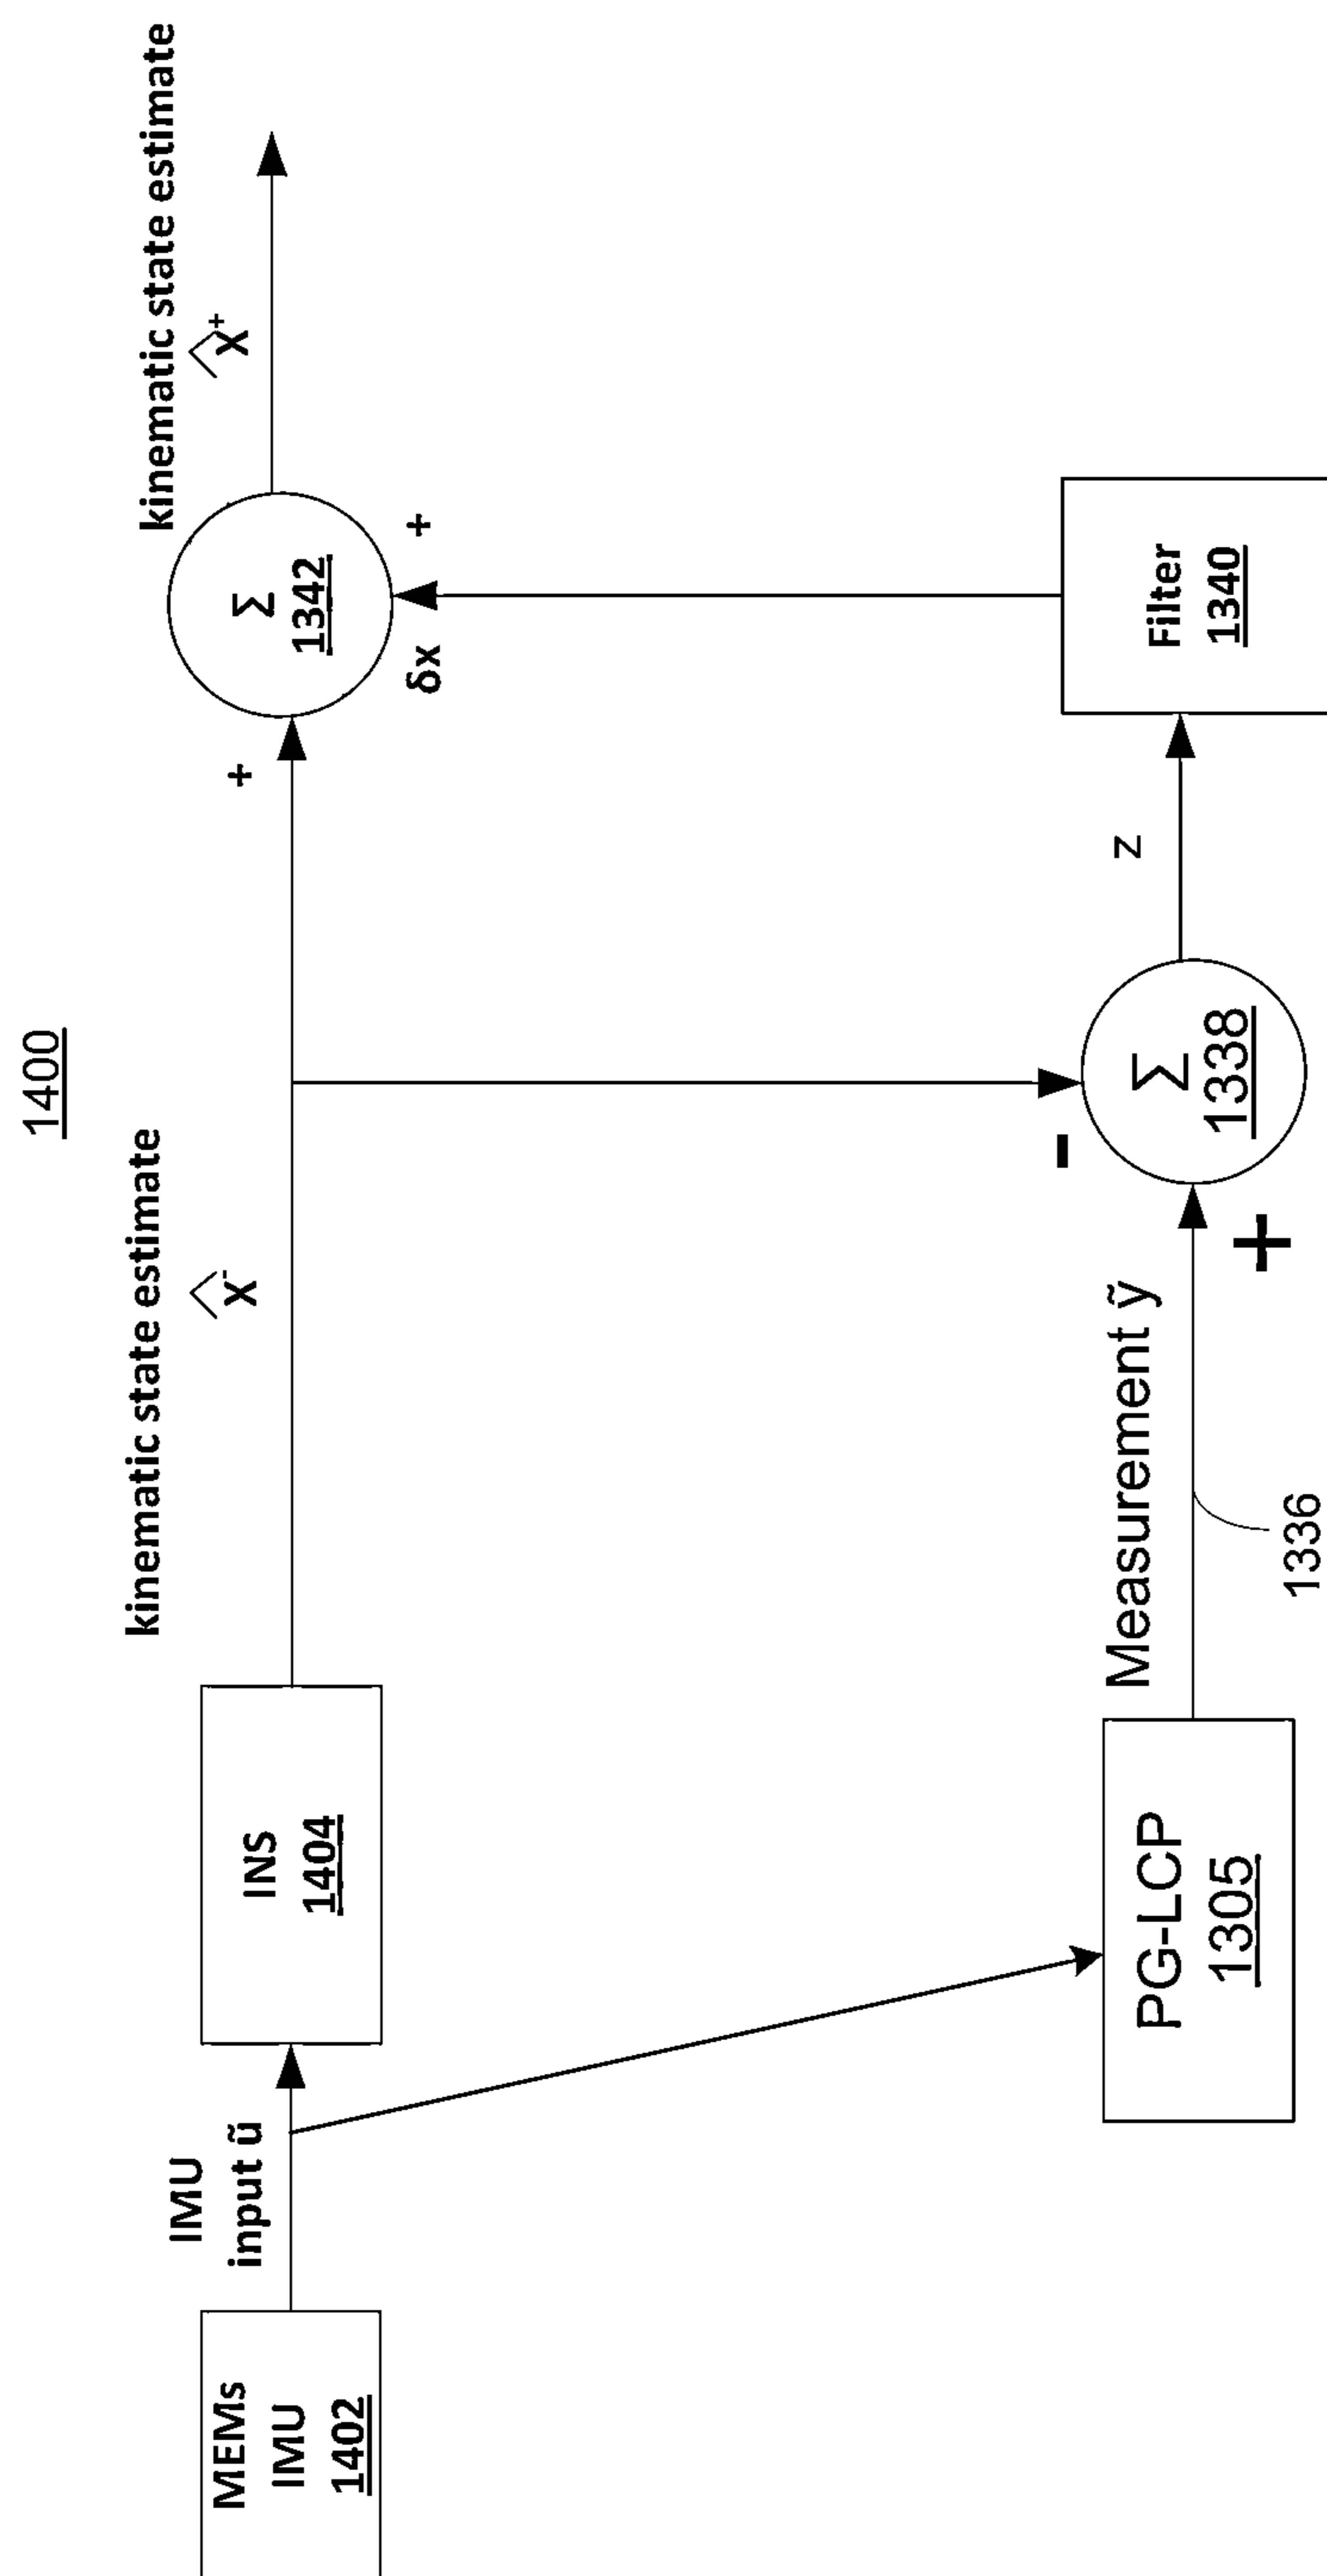 1400
kinematic state estimate
kinematic state estimate
MEMs
IMU
1402
IMU
input ũ
INS
1404
x̂⁻
+
Σ
1342
x̂⁺
δx
+
PG-LCP
1305
Measurement ỹ
1336
-
+
Σ
1338
z
Filter
1340